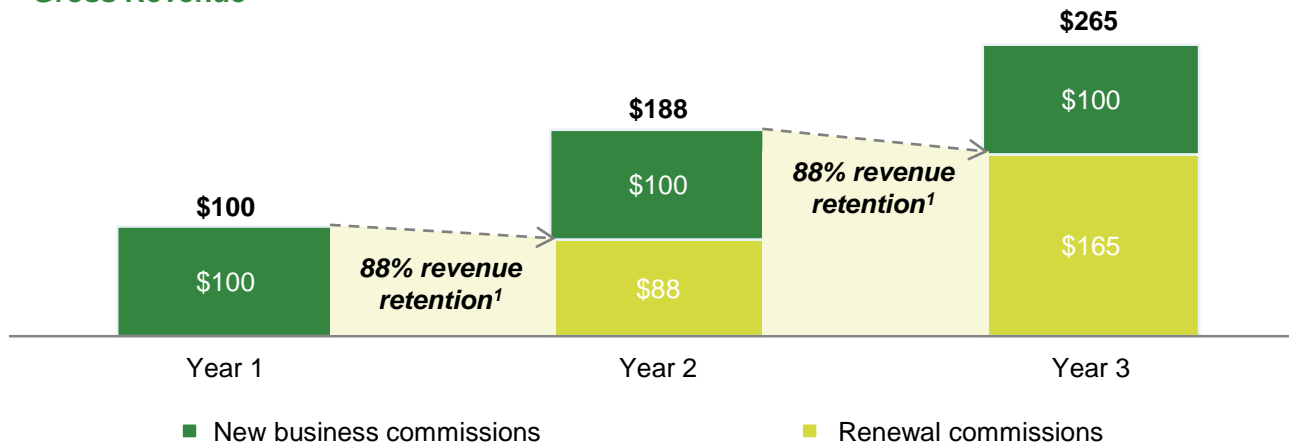 Gross Revenue
$265
$100
$188
88% revenue
retention1
$100
$100
$165
88% revenue
retention1
$100
$88
Year 1
Year 2
Year 3
New business commissions
Renewal commissions